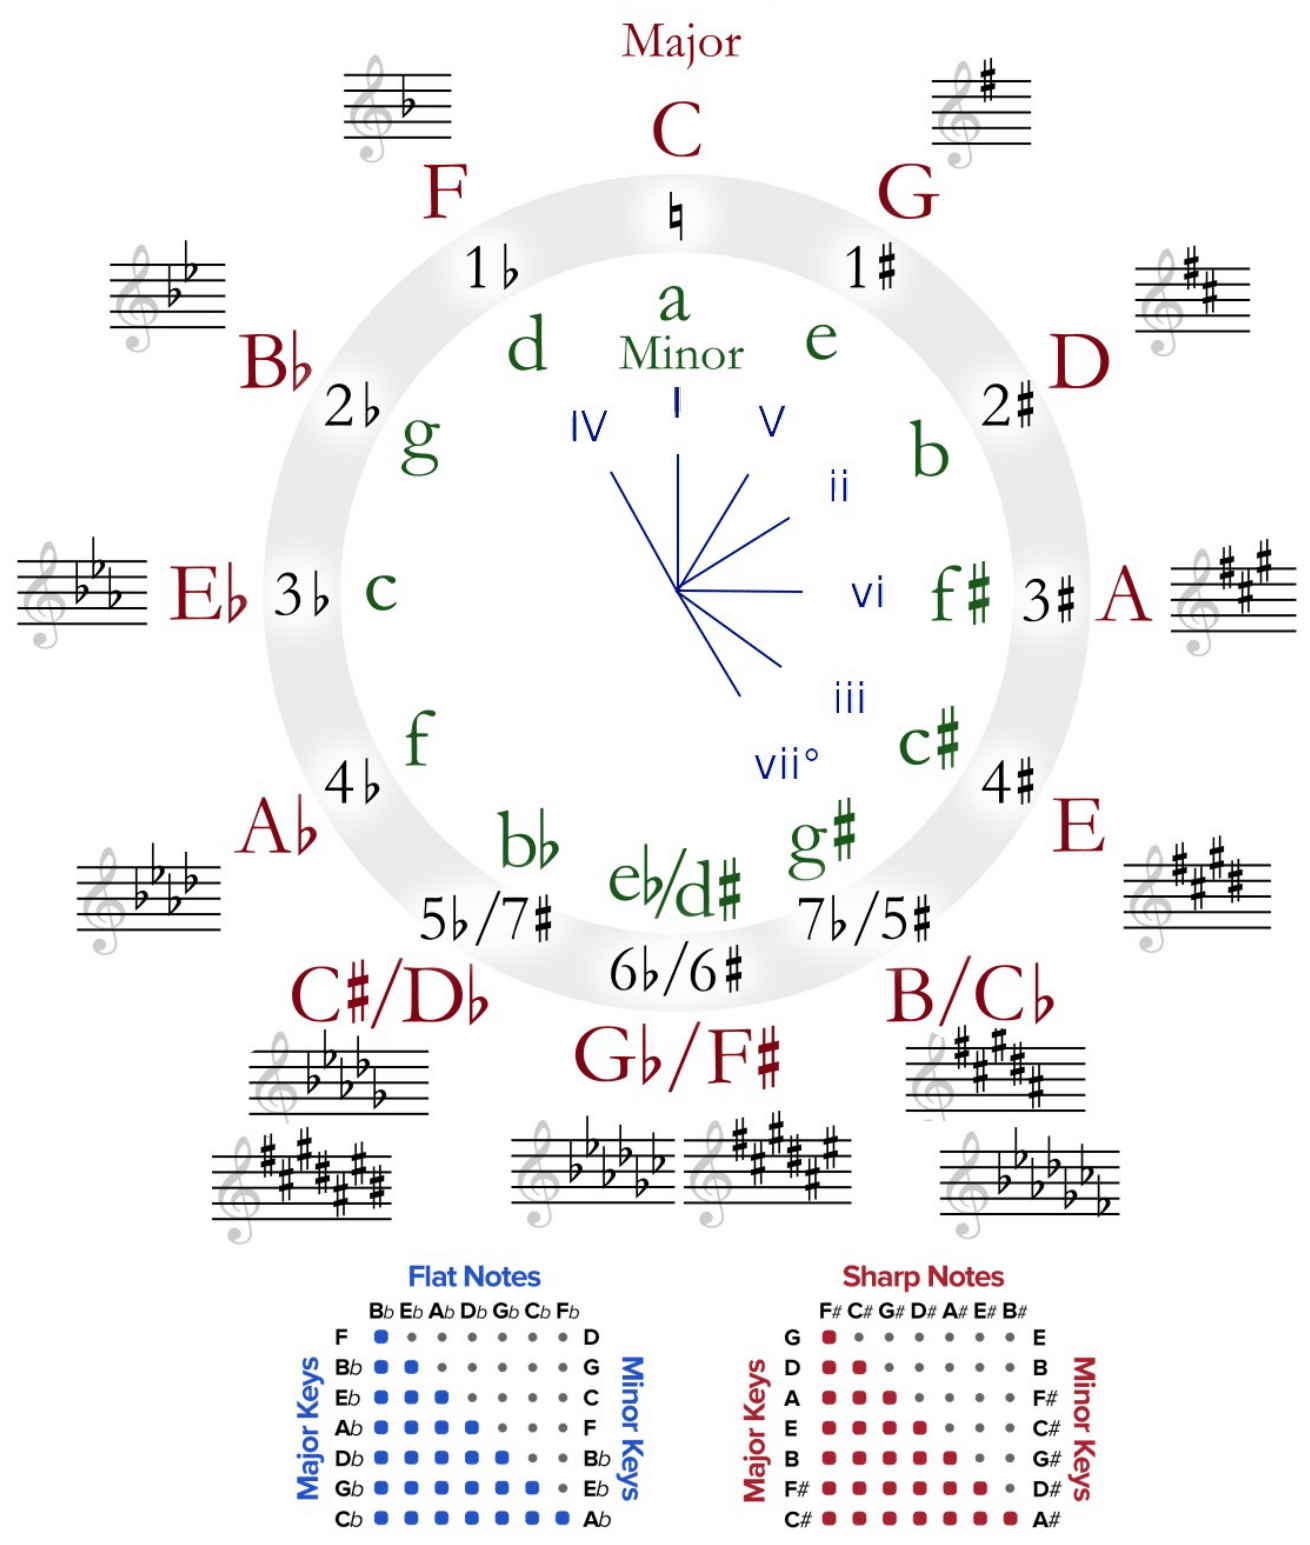 Major
C
F
G
♮
1♭
1♯
a
Minor
d
e
B♭
D
2♭
2♯
g
b
I
IV
V
ii
E♭
3♭
c
vi
f♯
3♯
A
iii
f
c♯
vii°
4♭
4♯
A♭
E
b♭
g♯
e♭/d♯
5♭/7♯
7♭/5♯
6♭/6♯
C♯/D♭
B/C♭
G♭/F♯
Flat Notes
B♭ E♭ A♭ D♭ G♭ C♭ F♭
Major Keys
F D
B♭ G
E♭ C
A♭ F
D♭ B♭
G♭ E♭
C♭ A♭
Minor Keys
Sharp Notes
F# C# G# D# A# E# B#
Major Keys
G E
D B
A F#
E C#
B G#
F# D#
C# A#
Minor Keys